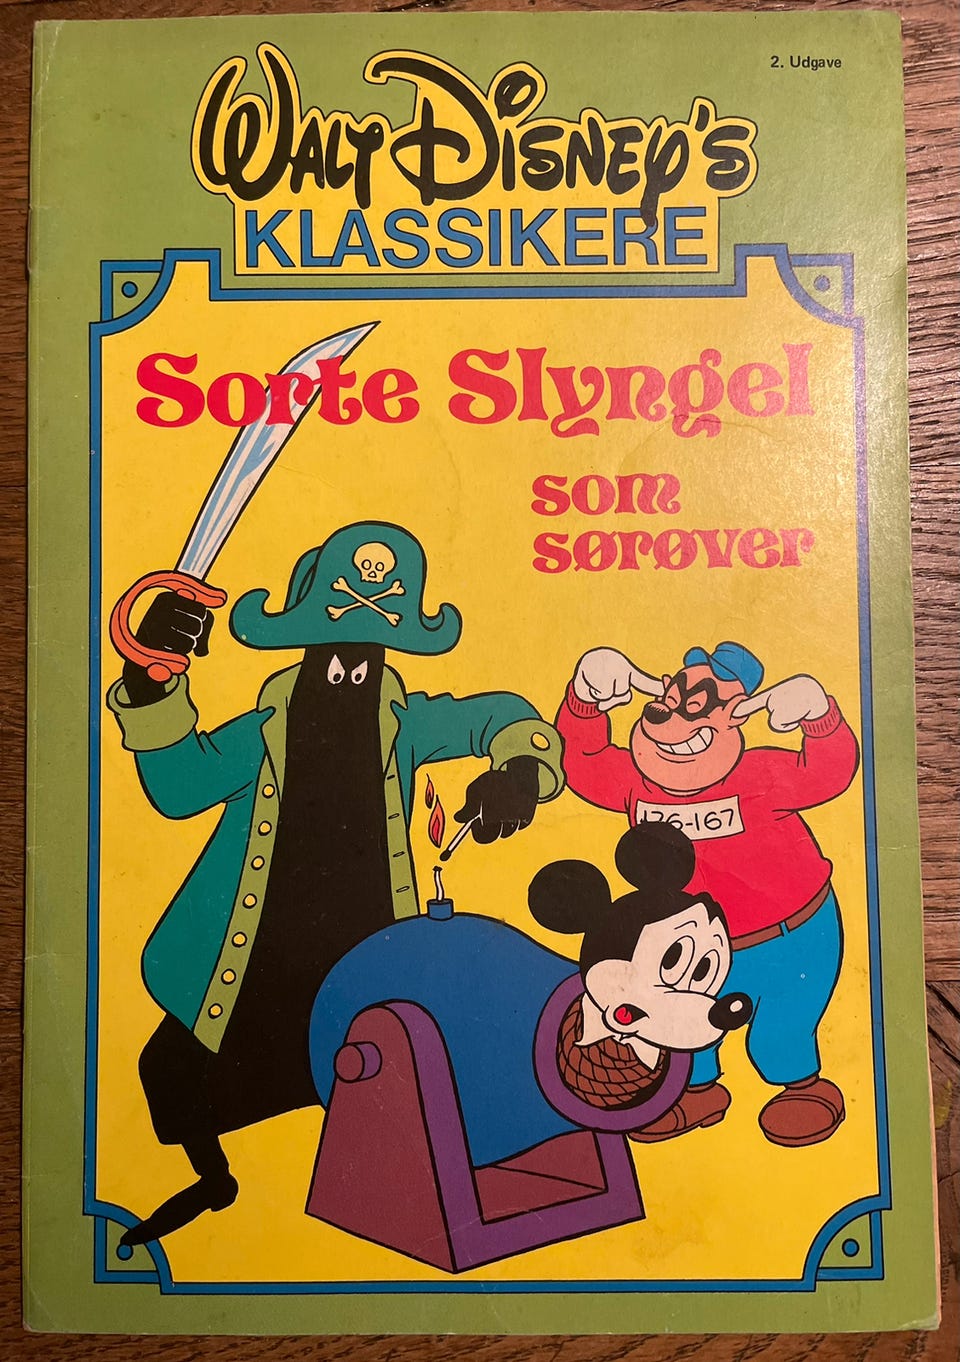 2. Udgave
WALT DISNEY'S
KLASSIKERE
Sorte Slyngel
som
sørøver
176-167